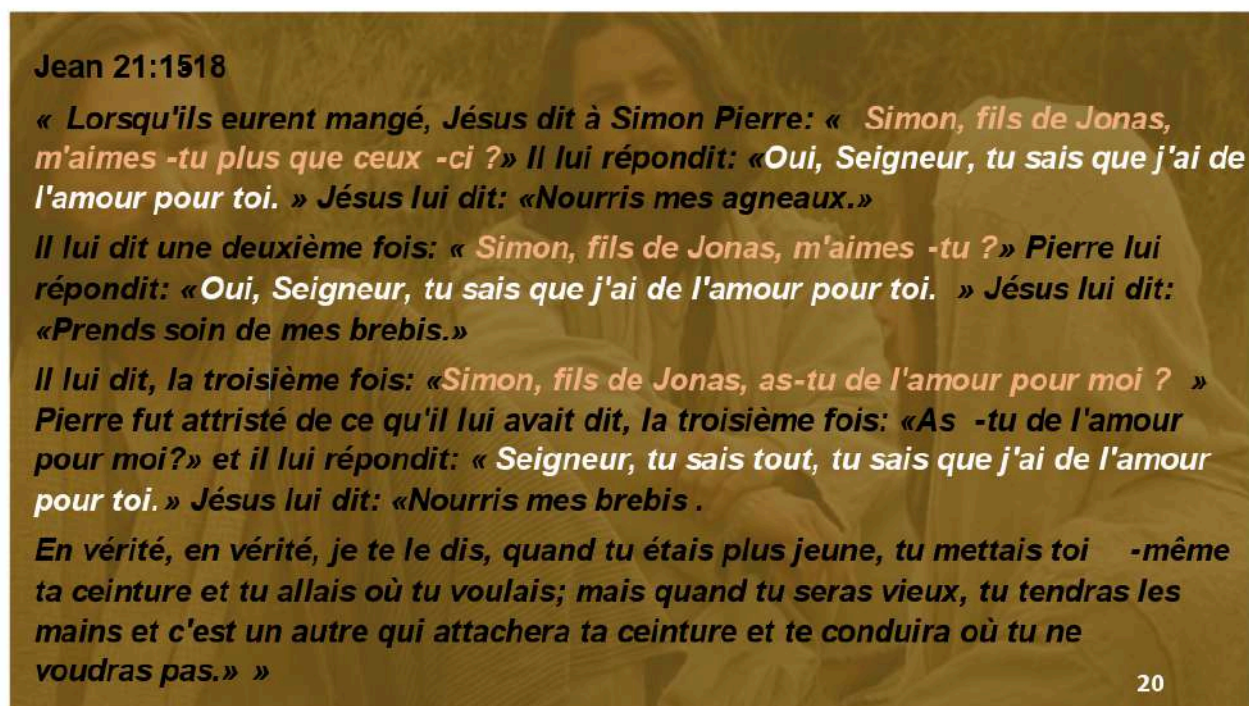 Jean 21:1518
« Lorsqu'ils eurent mangé, Jésus dit à Simon Pierre: « Simon, fils de Jonas,
m'aimes -tu plus que ceux -ci ?» Il lui répondit: «Oui, Seigneur, tu sais que j'ai de
l'amour pour toi. » Jésus lui dit: «Nourris mes agneaux.»
Il lui dit une deuxième fois: « Simon, fils de Jonas, m'aimes -tu ?» Pierre lui
répondit: «Oui, Seigneur, tu sais que j'ai de l'amour pour toi. » Jésus lui dit:
«Prends soin de mes brebis.»
Il lui dit, la troisième fois: «Simon, fils de Jonas, as-tu de l'amour pour moi ? »
Pierre fut attristé de ce qu'il lui avait dit, la troisième fois: «As -tu de l'amour
pour moi?» et il lui répondit: « Seigneur, tu sais tout, tu sais que j'ai de l'amour
pour toi. » Jésus lui dit: «Nourris mes brebis .
En vérité, en vérité, je te le dis, quand tu étais plus jeune, tu mettais toi -même
ta ceinture et tu allais où tu voulais; mais quand tu seras vieux, tu tendras les
mains et c'est un autre qui attachera ta ceinture et te conduira où tu ne
voudras pas.» »
20